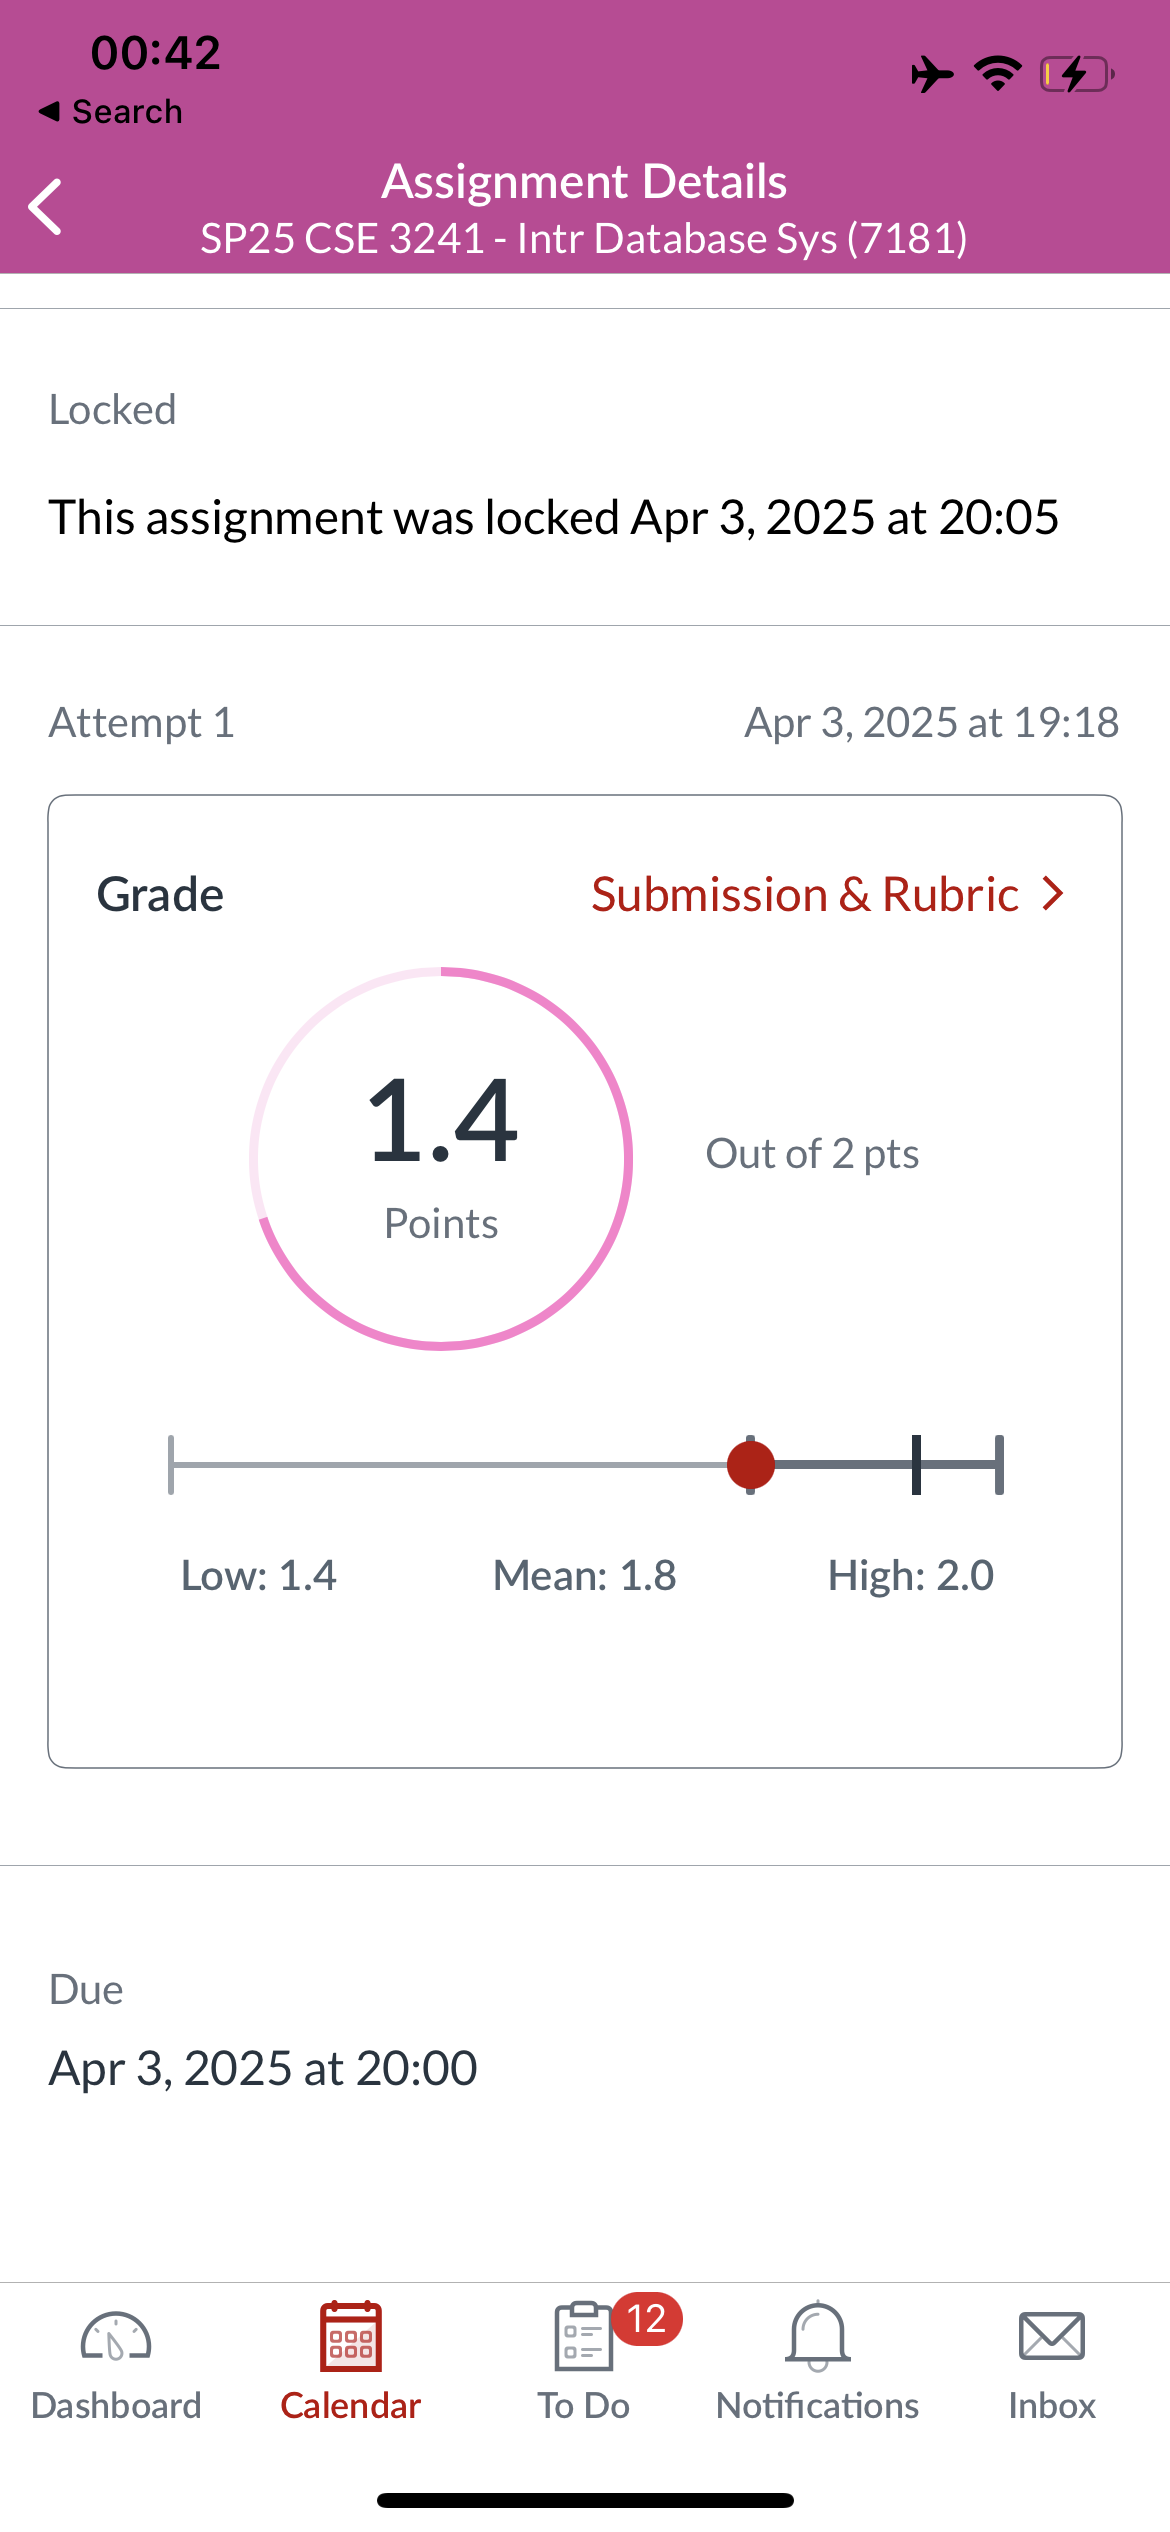 00:42
◀ Search
Assignment Details
SP25 CSE 3241 - Intr Database Sys (7181)
Locked
This assignment was locked Apr 3, 2025 at 20:05
Attempt 1 Apr 3, 2025 at 19:18
Grade Submission & Rubric
1.4
Points
Out of 2 pts
Low: 1.4 Mean: 1.8 High: 2.0
Due
Apr 3, 2025 at 20:00
12
Dashboard Calendar To Do Notifications Inbox